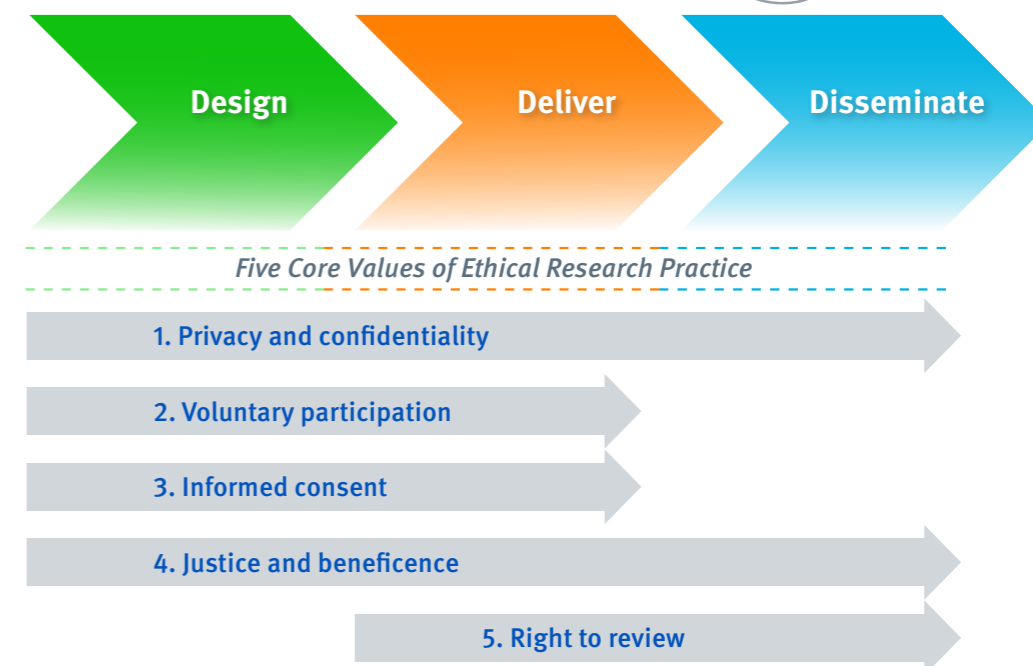 Design
Deliver
Disseminate
Five Core Values of Ethical Research Practice
1. Privacy and confidentiality
2. Voluntary participation
3. Informed consent
4. Justice and beneficence
5. Right to review